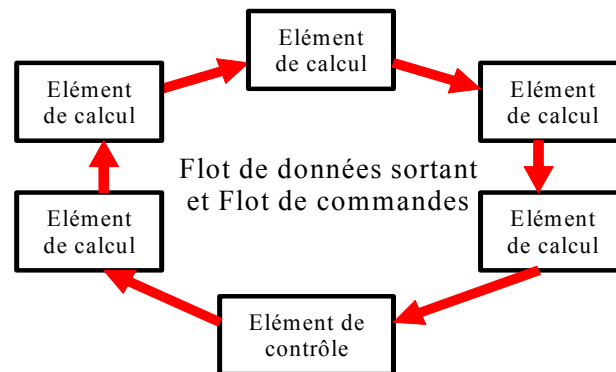 Elément
de calcul
Elément
de calcul
Elément
de calcul
Flot de données sortant
et Flot de commandes
Elément
de calcul
Elément
de calcul
Elément de
contrôle